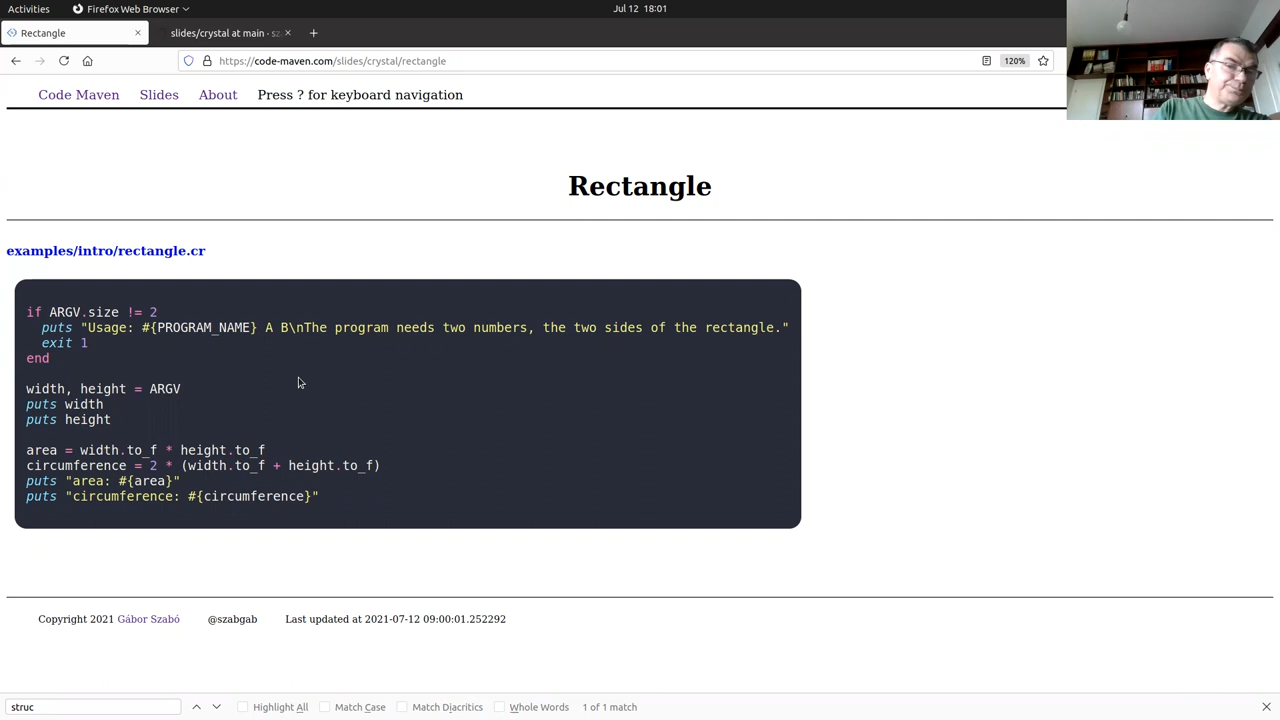 Activities
Firefox Web Browser
Jul 12 18:01
Rectangle
slides/crystal at main · sz
https://code-maven.com/slides/crystal/rectangle
120%
Code Maven
Slides
About
Press ? for keyboard navigation
Rectangle
examples/intro/rectangle.cr
if ARGV.size != 2
  puts "Usage: #{PROGRAM_NAME} A B\nThe program needs two numbers, the two sides of the rectangle."
  exit 1
end
width, height = ARGV
puts width
puts height
area = width.to_f * height.to_f
circumference = 2 * (width.to_f + height.to_f)
puts "area: #{area}"
puts "circumference: #{circumference}"
Copyright 2021 Gábor Szabó
@szabgab
Last updated at 2021-07-12 09:00:01.252292
struc
Highlight All
Match Case
Match Diacritics
Whole Words
1 of 1 match